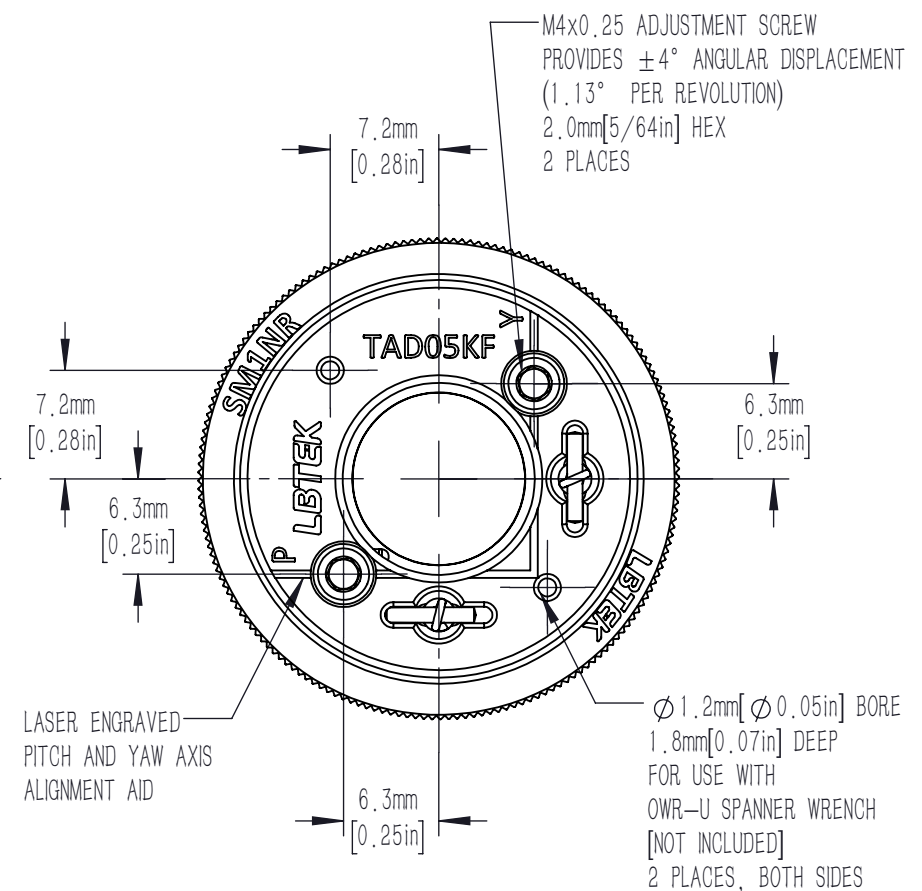 M4x0.25 ADJUSTMENT SCREW
PROVIDES ±4° ANGULAR DISPLACEMENT
(1.13° PER REVOLUTION)
2.0mm[5/64in] HEX
2 PLACES
7.2mm
[0.28in]
SM1NR
TAD05KF
Y
7.2mm
[0.28in]
6.3mm
[0.25in]
LBTEK
6.3mm
[0.25in]
P
LBTEK
LASER ENGRAVED
PITCH AND YAW AXIS
ALIGNMENT AID
6.3mm
[0.25in]
Ø1.2mm[Ø0.05in] BORE
1.8mm[0.07in] DEEP
FOR USE WITH
OWR-U SPANNER WRENCH
[NOT INCLUDED]
2 PLACES, BOTH SIDES